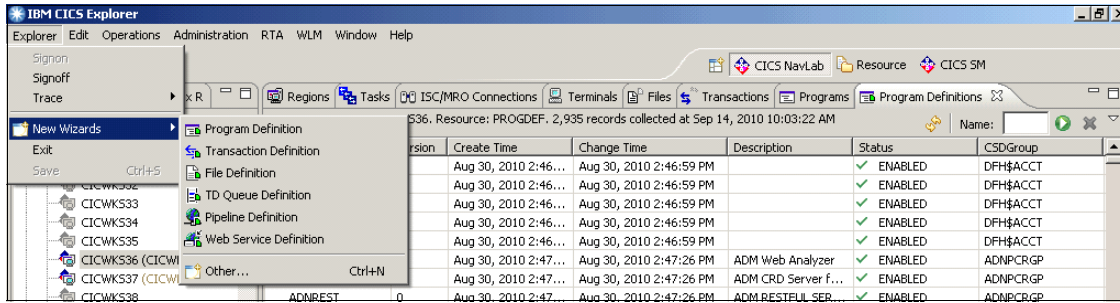 IBM CICS Explorer
Explorer Edit Operations Administration RTA WLM Window Help
Signon
Signoff
Trace
New Wizards
Exit
Save Ctrl+S
Program Definition
Transaction Definition
File Definition
TD Queue Definition
Pipeline Definition
Web Service Definition
Other... Ctrl+N
CICS NavLab Resource CICS SM
x R Regions Tasks ISC/MRO Connections Terminals Files Transactions Programs Program Definitions
536. Resource: PROGDEF. 2,935 records collected at Sep 14, 2010 10:03:22 AM Name:
rsion Create Time Change Time Description Status CSDGroup
Aug 30, 2010 2:46... Aug 30, 2010 2:46:59 PM ENABLED DFH$ACCT
Aug 30, 2010 2:46... Aug 30, 2010 2:46:59 PM ENABLED DFH$ACCT
CICWKS33 Aug 30, 2010 2:46... Aug 30, 2010 2:46:59 PM ENABLED DFH$ACCT
CICWKS34 Aug 30, 2010 2:46... Aug 30, 2010 2:46:59 PM ENABLED DFH$ACCT
CICWKS35 Aug 30, 2010 2:46... Aug 30, 2010 2:46:59 PM ENABLED DFH$ACCT
CICWKS36 (CICWI Aug 30, 2010 2:47... Aug 30, 2010 2:47:26 PM ADM Web Analyzer ENABLED ADNPCRGP
CICWKS37 (CICWI Aug 30, 2010 2:47... Aug 30, 2010 2:47:26 PM ADM CRD Server f... ENABLED ADNPCRGP
CICWKS38 ADNREST 0 Aug 30, 2010 2:47... Aug 30, 2010 2:47:26 PM ADM RESTFUL SER... ENABLED ADNPCRGP